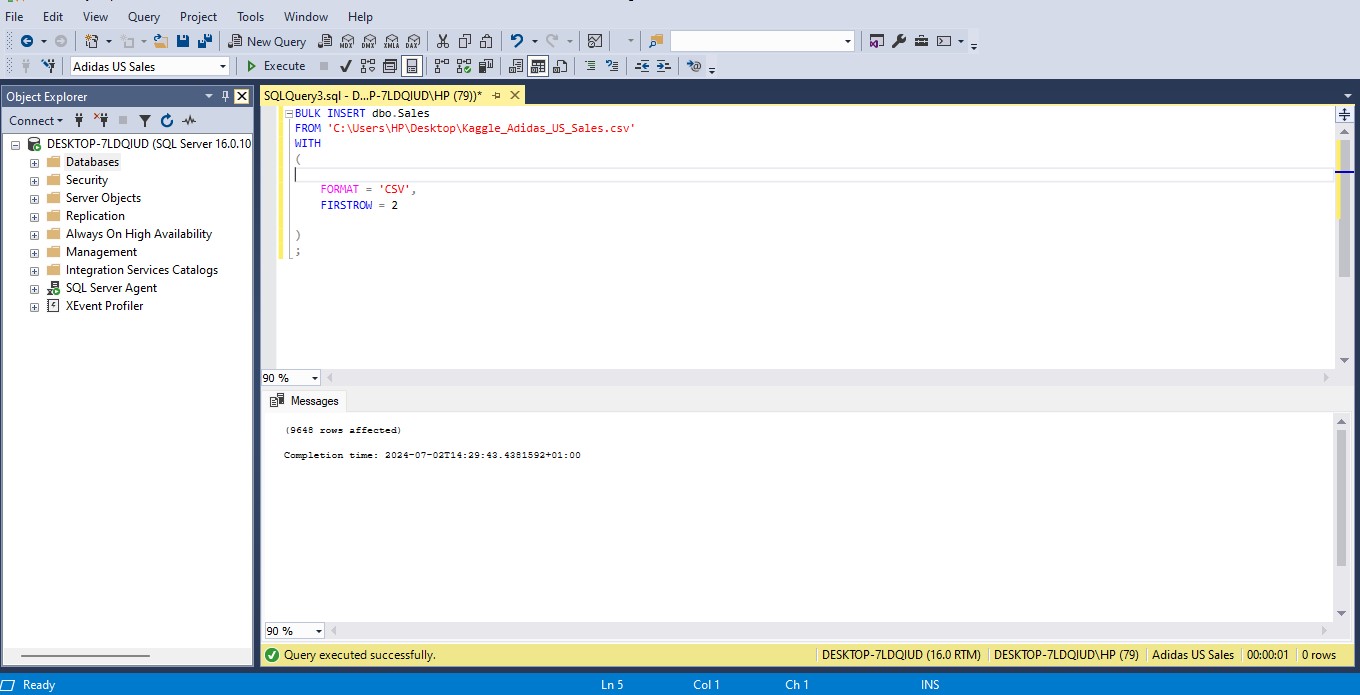 File Edit View Query Project Tools Window Help
New Query MDX DMX XMLA DAX
Adidas US Sales Execute
Object Explorer
Connect
DESKTOP-7LDQIUD (SQL Server 16.0.10
Databases
Security
Server Objects
Replication
Always On High Availability
Management
Integration Services Catalogs
SQL Server Agent
XEvent Profiler
SQLQuery3.sql - D...P-7LDQIUD\HP (79))*
BULK INSERT dbo.Sales
FROM 'C:\Users\HP\Desktop\Kaggle_Adidas_US_Sales.csv'
WITH
(
FORMAT = 'CSV',
FIRSTROW = 2
)
;
90 %
Messages
(9648 rows affected)
Completion time: 2024-07-02T14:29:43.4381592+01:00
90 %
Query executed successfully. DESKTOP-7LDQIUD (16.0 RTM) DESKTOP-7LDQIUD\HP (79) Adidas US Sales 00:00:01 0 rows
Ready Ln 5 Col 1 Ch 1 INS